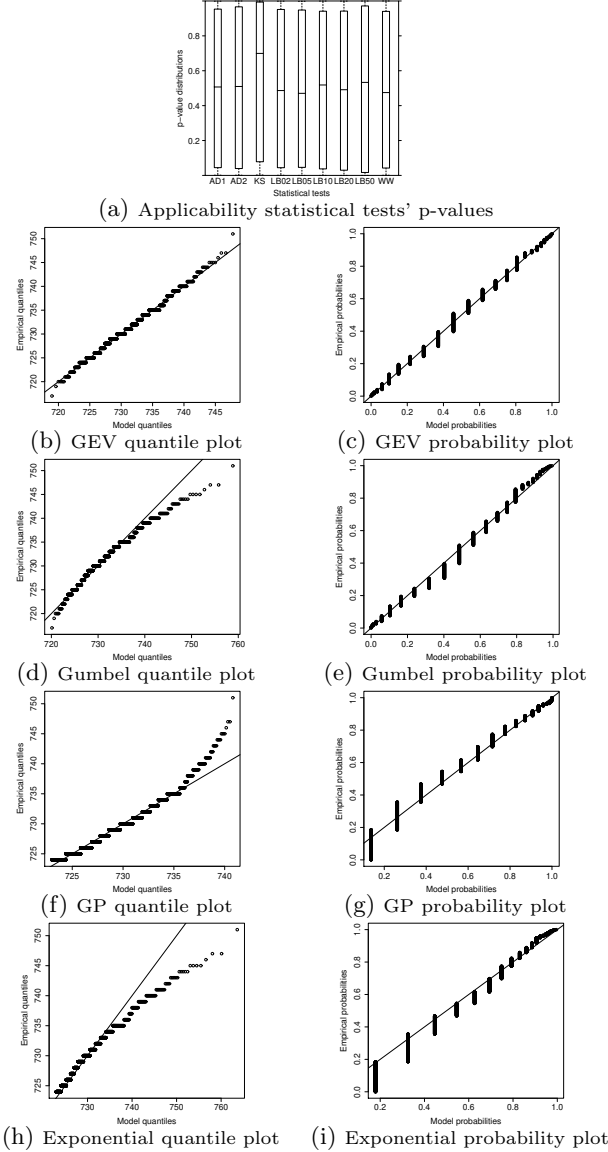 p−value distributions
0.2 0.4 0.6 0.8
AD1 AD2 KS LB02 LB05 LB10 LB20 LB50 WW
Statistical tests
(a) Applicability statistical tests' p-values
Empirical quantiles
720 725 730 735 740 745 750
720 725 730 735 740 745
Model quantiles
(b) GEV quantile plot
Empirical probabilities
0.0 0.2 0.4 0.6 0.8 1.0
0.0 0.2 0.4 0.6 0.8 1.0
Model probabilities
(c) GEV probability plot
Empirical quantiles
720 725 730 735 740 745 750
720 730 740 750 760
Model quantiles
(d) Gumbel quantile plot
Empirical probabilities
0.0 0.2 0.4 0.6 0.8 1.0
0.0 0.2 0.4 0.6 0.8 1.0
Model probabilities
(e) Gumbel probability plot
Empirical quantiles
725 730 735 740 745 750
725 730 735 740
Model quantiles
(f) GP quantile plot
Empirical probabilities
0.0 0.2 0.4 0.6 0.8 1.0
0.2 0.4 0.6 0.8 1.0
Model probabilities
(g) GP probability plot
Empirical quantiles
725 730 735 740 745 750
730 740 750 760
Model quantiles
(h) Exponential quantile plot
Empirical probabilities
0.0 0.2 0.4 0.6 0.8 1.0
0.2 0.4 0.6 0.8 1.0
Model probabilities
(i) Exponential probability plot